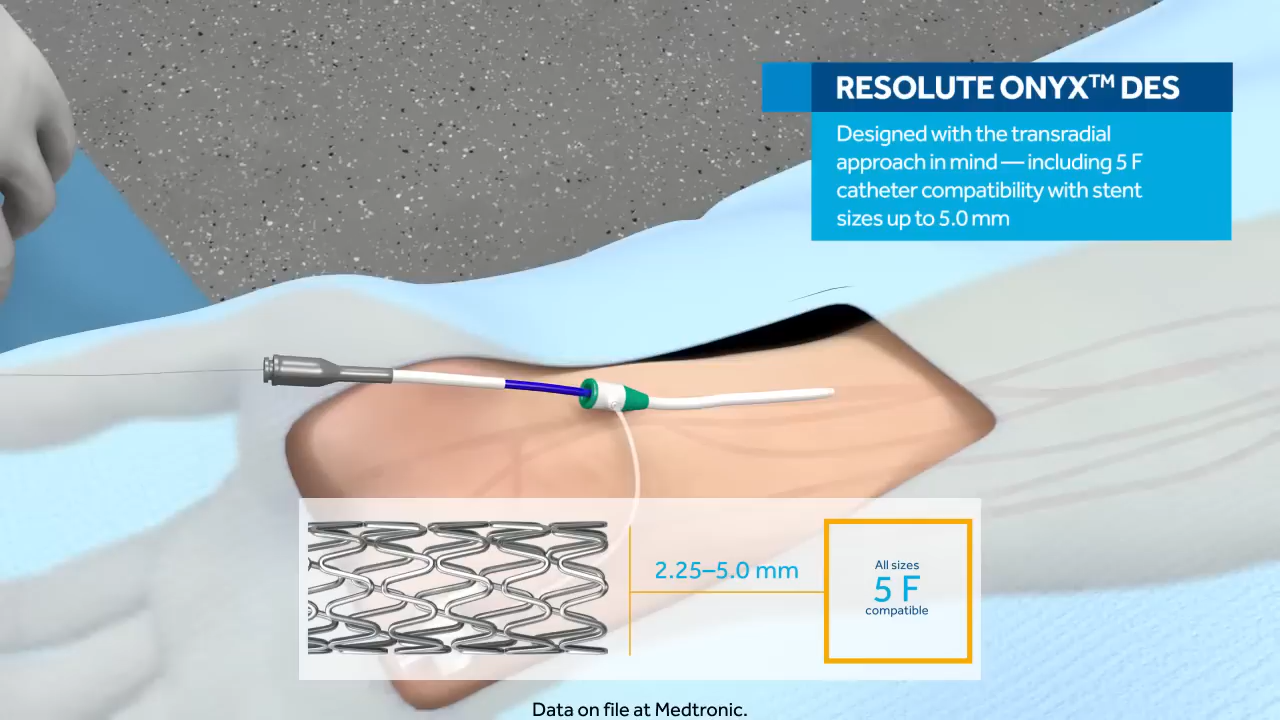 RESOLUTE ONYX™ DES
Designed with the transradial
approach in mind — including 5 F
catheter compatibility with stent
sizes up to 5.0 mm
2.25–5.0 mm
All sizes
5 F
compatible
Data on file at Medtronic.